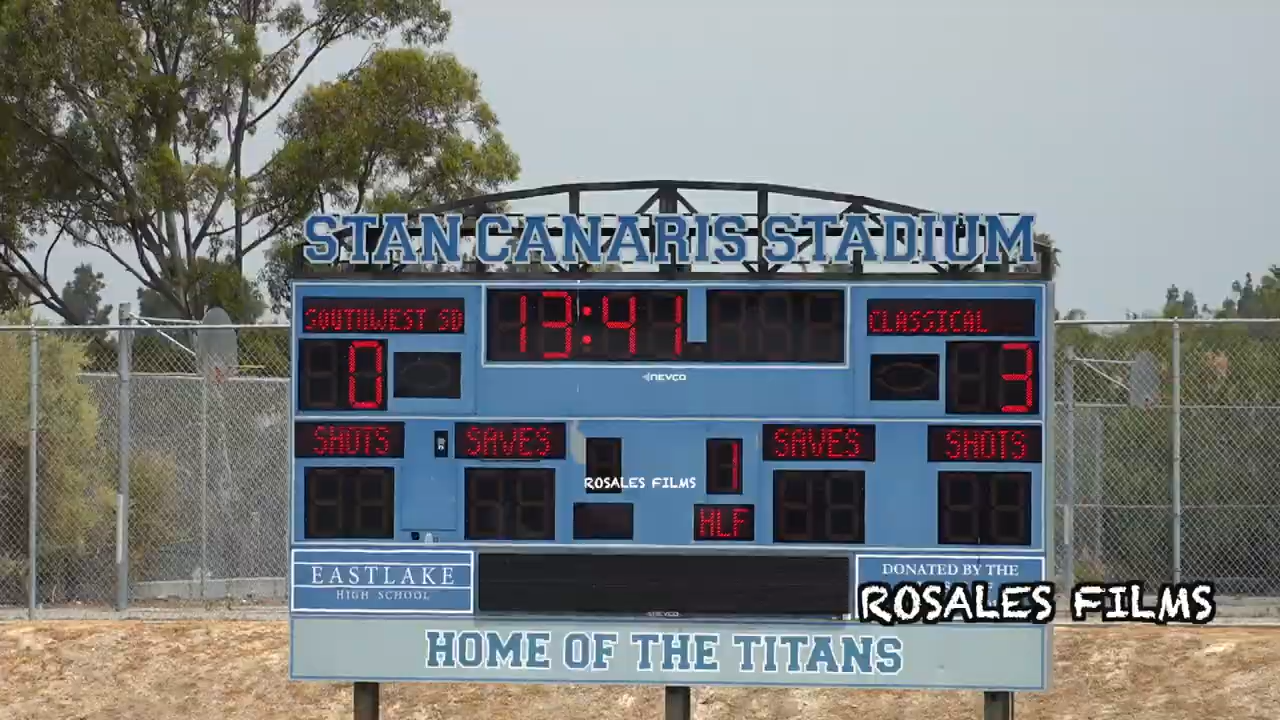 STAN CANARIS STADIUM
SOUTHWEST SD
13:41
CLASSICAL
0
3
NEVCO
SHOTS
SAVES
SAVES
SHOTS
1
ROSALES FILMS
HLF
EASTLAKE
HIGH SCHOOL
DONATED BY THE
NEVCO
ROSALES FILMS
HOME OF THE TITANS